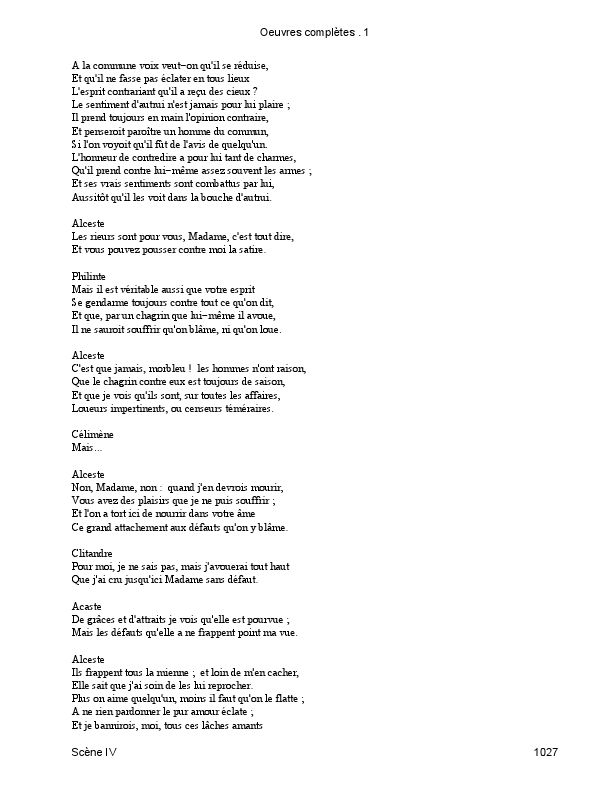 Oeuvres complètes . 1
A la commune voix veut−on qu'il se réduise,
Et qu'il ne fasse pas éclater en tous lieux
L'esprit contrariant qu'il a reçu des cieux ?
Le sentiment d'autrui n'est jamais pour lui plaire ;
Il prend toujours en main l'opinion contraire,
Et penseroit paroître un homme du commun,
Si l'on voyoit qu'il fût de l'avis de quelqu'un.
L'honneur de contredire a pour lui tant de charmes,
Qu'il prend contre lui−même assez souvent les armes ;
Et ses vrais sentiments sont combattus par lui,
Aussitôt qu'il les voit dans la bouche d'autrui.
Alceste
Les rieurs sont pour vous, Madame, c'est tout dire,
Et vous pouvez pousser contre moi la satire.
Philinte
Mais il est véritable aussi que votre esprit
Se gendarme toujours contre tout ce qu'on dit,
Et que, par un chagrin que lui−même il avoue,
Il ne sauroit souffrir qu'on blâme, ni qu'on loue.
Alceste
C'est que jamais, morbleu !  les hommes n'ont raison,
Que le chagrin contre eux est toujours de saison,
Et que je vois qu'ils sont, sur toutes les affaires,
Loueurs impertinents, ou censeurs téméraires.
Célimène
Mais...
Alceste
Non, Madame, non :  quand j'en devrois mourir,
Vous avez des plaisirs que je ne puis souffrir ;
Et l'on a tort ici de nourrir dans votre âme
Ce grand attachement aux défauts qu'on y blâme.
Clitandre
Pour moi, je ne sais pas, mais j'avouerai tout haut
Que j'ai cru jusqu'ici Madame sans défaut.
Acaste
De grâces et d'attraits je vois qu'elle est pourvue ;
Mais les défauts qu'elle a ne frappent point ma vue.
Alceste
Ils frappent tous la mienne ;  et loin de m'en cacher,
Elle sait que j'ai soin de les lui reprocher.
Plus on aime quelqu'un, moins il faut qu'on le flatte ;
A ne rien pardonner le pur amour éclate ;
Et je bannirois, moi, tous ces lâches amants
Scène IV 1027